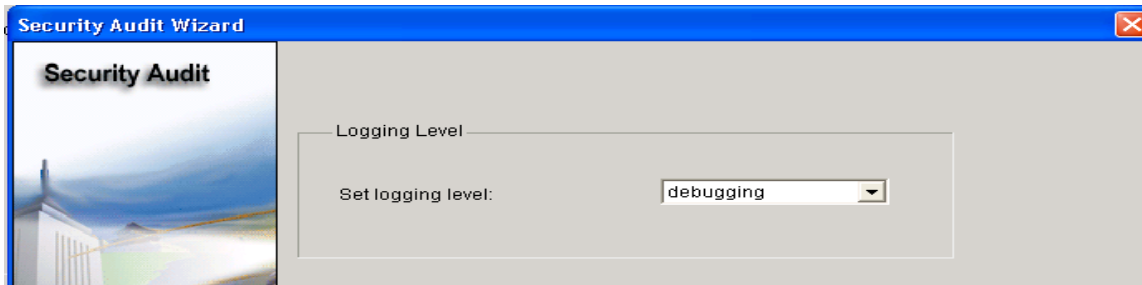 Security Audit Wizard
Security Audit
Logging Level
Set logging level:
debugging